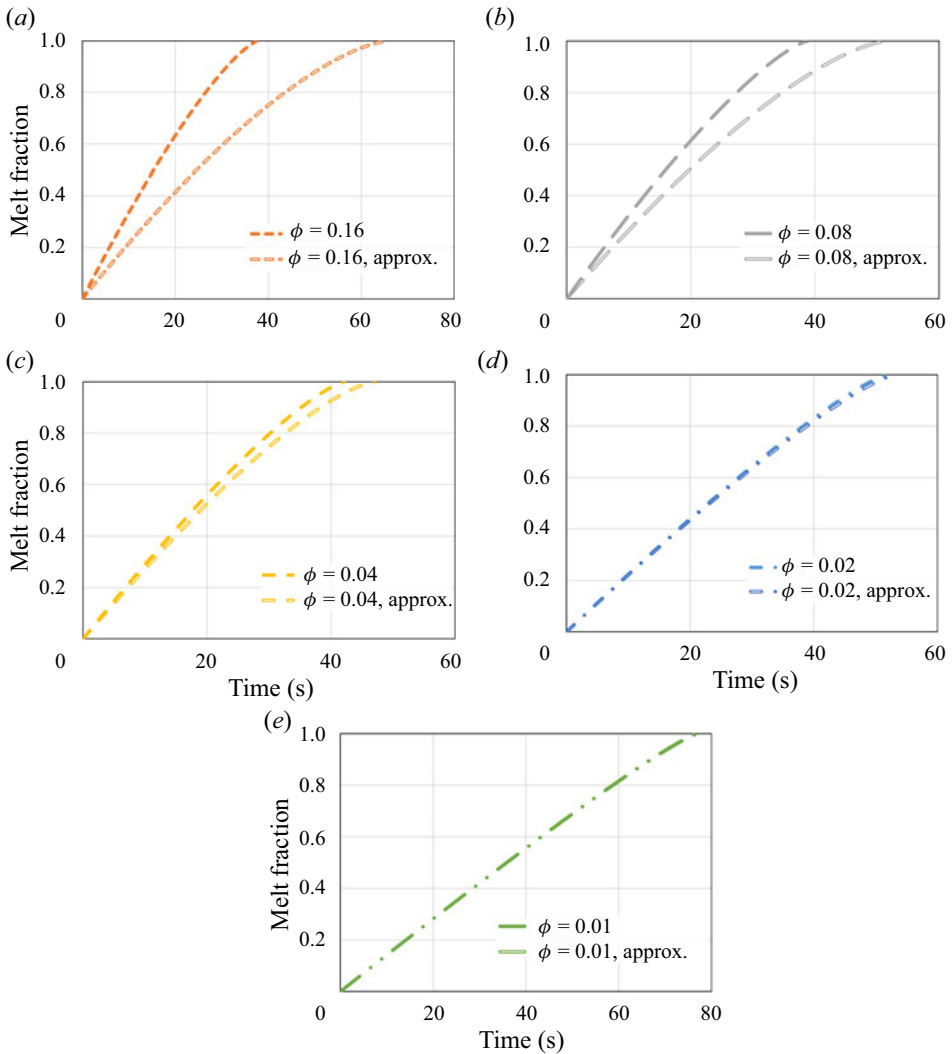 (a)
1.0
0.8
0.6
0.4
0.2
0
20
40
60
80
Melt fraction
ϕ = 0.16
ϕ = 0.16, approx.
(b)
1.0
0.8
0.6
0.4
0.2
0
20
40
60
ϕ = 0.08
ϕ = 0.08, approx.
(c)
1.0
0.8
0.6
0.4
0.2
0
20
40
60
Melt fraction
Time (s)
ϕ = 0.04
ϕ = 0.04, approx.
(d)
1.0
0.8
0.6
0.4
0.2
0
20
40
60
Time (s)
ϕ = 0.02
ϕ = 0.02, approx.
(e)
1.0
0.8
0.6
0.4
0.2
0
20
40
60
80
Melt fraction
Time (s)
ϕ = 0.01
ϕ = 0.01, approx.